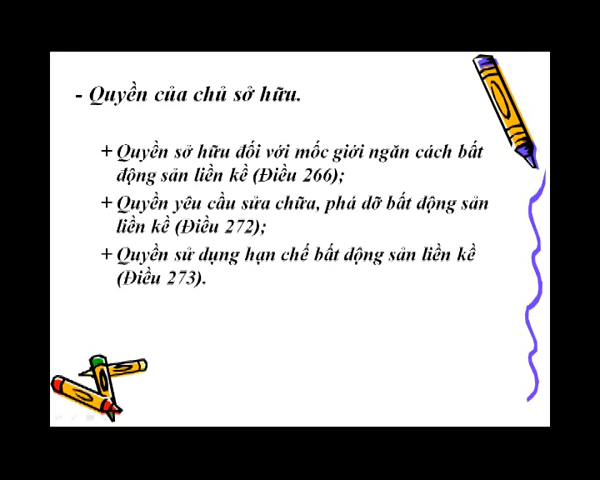 - Quyền của chủ sở hữu.
+ Quyền sở hữu đối với mốc giới ngăn cách bất
động sản liền kề (Điều 266);
+ Quyền yêu cầu sửa chữa, phá dỡ bất động sản
liền kề (Điều 272);
+ Quyền sử dụng hạn chế bất động sản liền kề
(Điều 273).